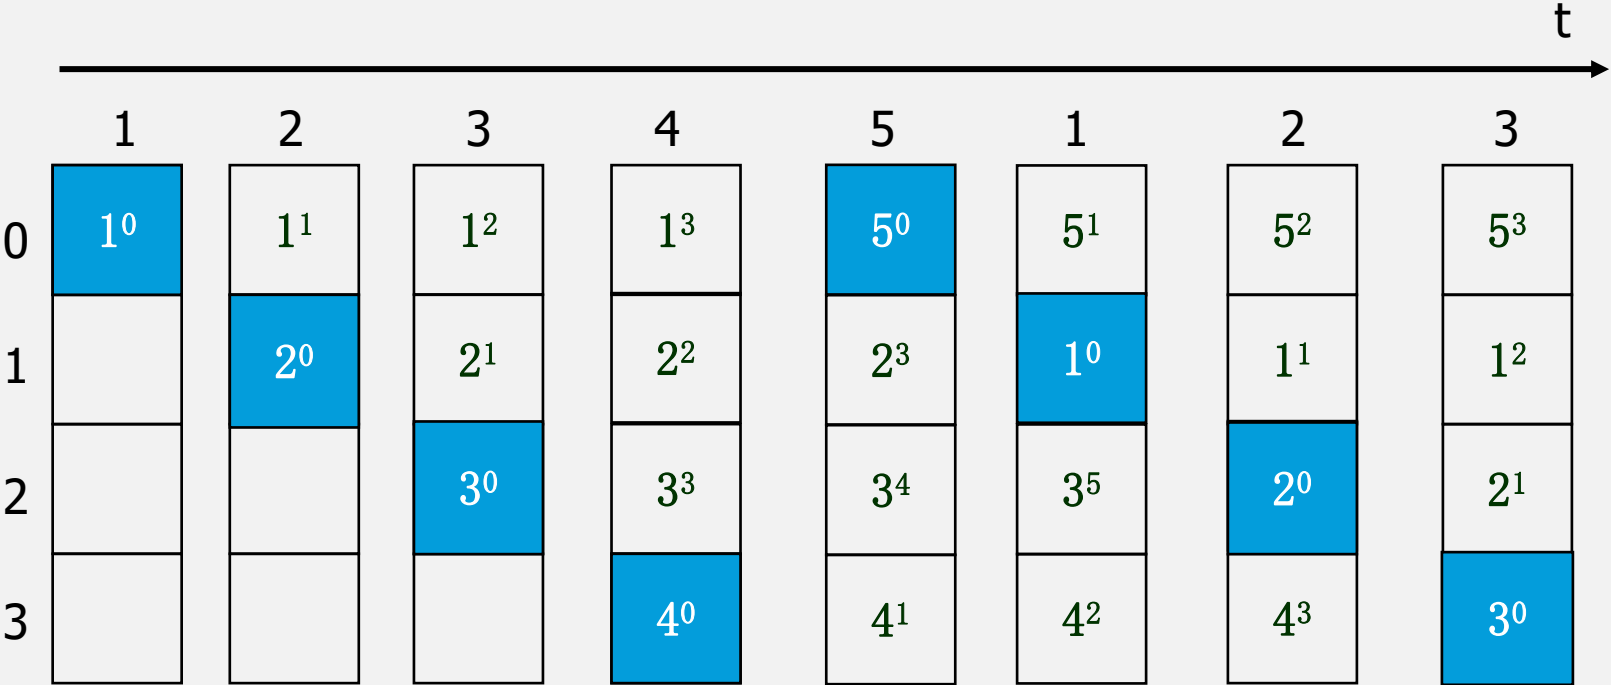 t
1 2 3 4 5 1 2 3
0 1⁰ 1¹ 1² 1³ 5⁰ 5¹ 5² 5³
1 2⁰ 2¹ 2² 2³ 1⁰ 1¹ 1²
2 3⁰ 3³ 3⁴ 3⁵ 2⁰ 2¹
3 4⁰ 4¹ 4² 4³ 3⁰